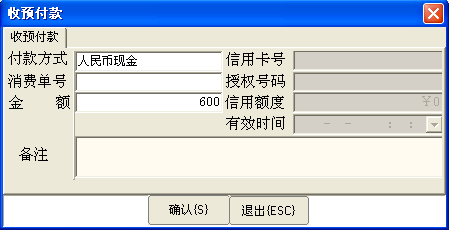 收预付款
收预付款
付款方式 人民币现金 信用卡号
消费单号 授权号码
金 额 600 信用额度 ￥0
有效时间 - - : :
备注
确认(S) 退出(ESC)